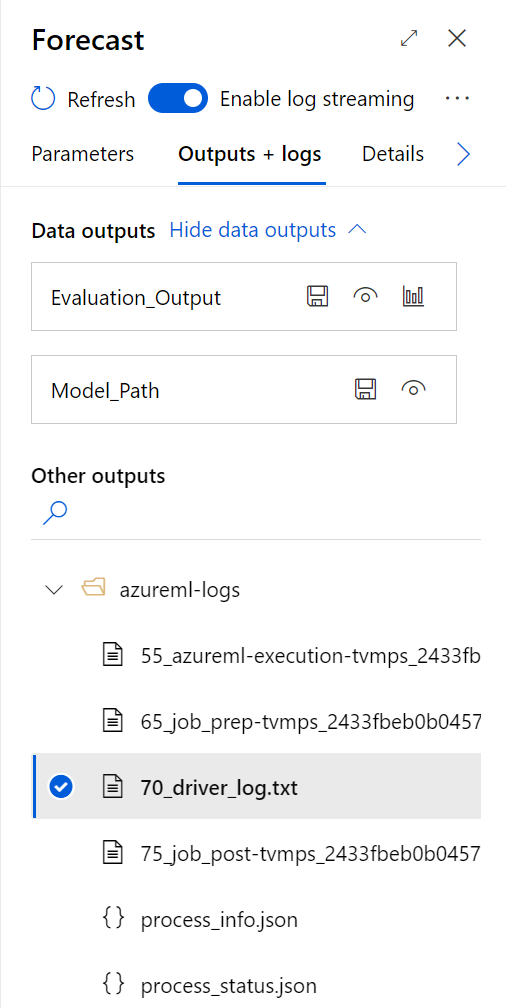 Forecast
Refresh Enable log streaming ...
Parameters Outputs + logs Details
Data outputs Hide data outputs
Evaluation_Output
Model_Path
Other outputs
azureml-logs
55_azureml-execution-tvmps_2433fb
65_job_prep-tvmps_2433fbeb0b0457
70_driver_log.txt
75_job_post-tvmps_2433fbeb0b0457
{} process_info.json
{} process_status.json